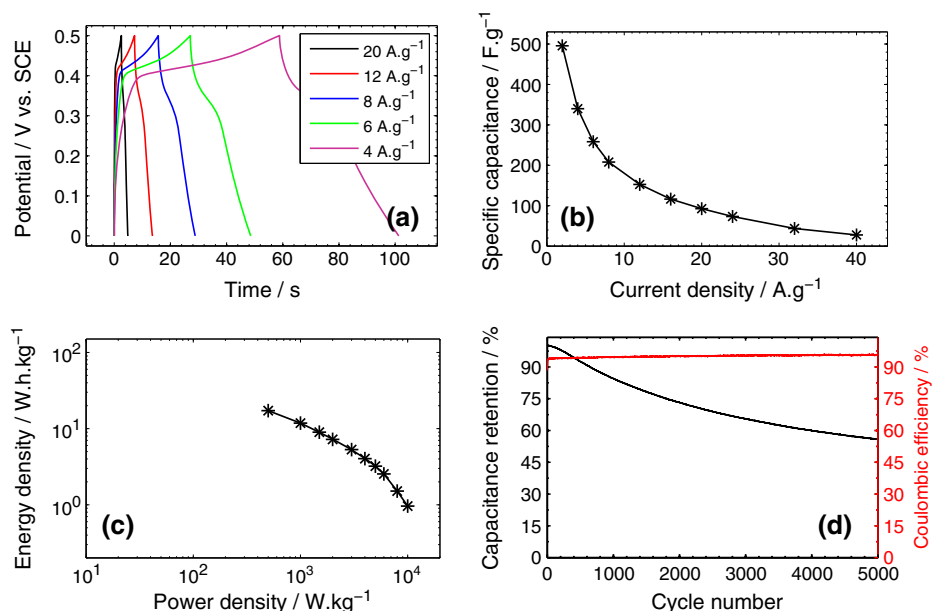 Potential / V vs. SCE
0.5
0.4
0.3
0.2
0.1
0
0 20 40 60 80 100
Time / s
20 A.g⁻¹
12 A.g⁻¹
8 A.g⁻¹
6 A.g⁻¹
4 A.g⁻¹
(a)
Specific capacitance / F.g⁻¹
500
400
300
200
100
0
0 10 20 30 40
Current density / A.g⁻¹
(b)
Energy density / W.h.kg⁻¹
10²
10¹
10⁰
10¹ 10² 10³ 10⁴
Power density / W.kg⁻¹
(c)
Capacitance retention / %
90
75
60
45
30
15
0
0 1000 2000 3000 4000 5000
Cycle number
90
75
60
45
30
15
0
Coulombic efficiency / %
(d)